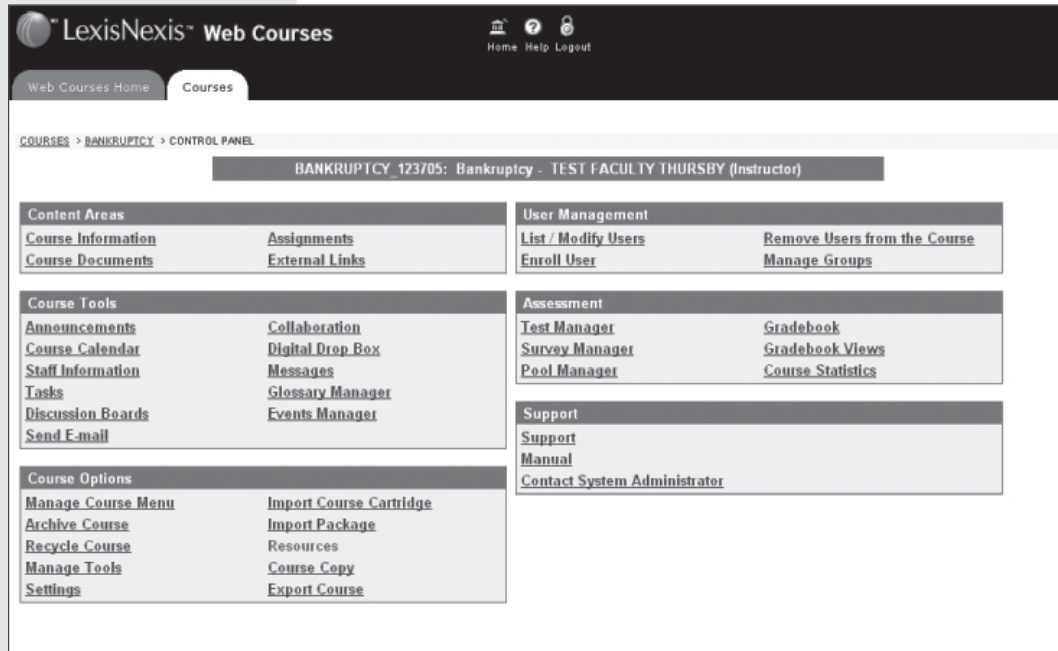 LexisNexis™ Web Courses
Home Help Logout
Web Courses Home Courses
COURSES > BANKRUPTCY > CONTROL PANEL
BANKRUPTCY_123705: Bankruptcy - TEST FACULTY THURSBY (Instructor)
Content Areas
Course Information Assignments
Course Documents External Links
Course Tools
Announcements Collaboration
Course Calendar Digital Drop Box
Staff Information Messages
Tasks Glossary Manager
Discussion Boards Events Manager
Send E-mail
Course Options
Manage Course Menu Import Course Cartridge
Archive Course Import Package
Recycle Course Resources
Manage Tools Course Copy
Settings Export Course
User Management
List / Modify Users Remove Users from the Course
Enroll User Manage Groups
Assessment
Test Manager Gradebook
Survey Manager Gradebook Views
Pool Manager Course Statistics
Support
Support
Manual
Contact System Administrator